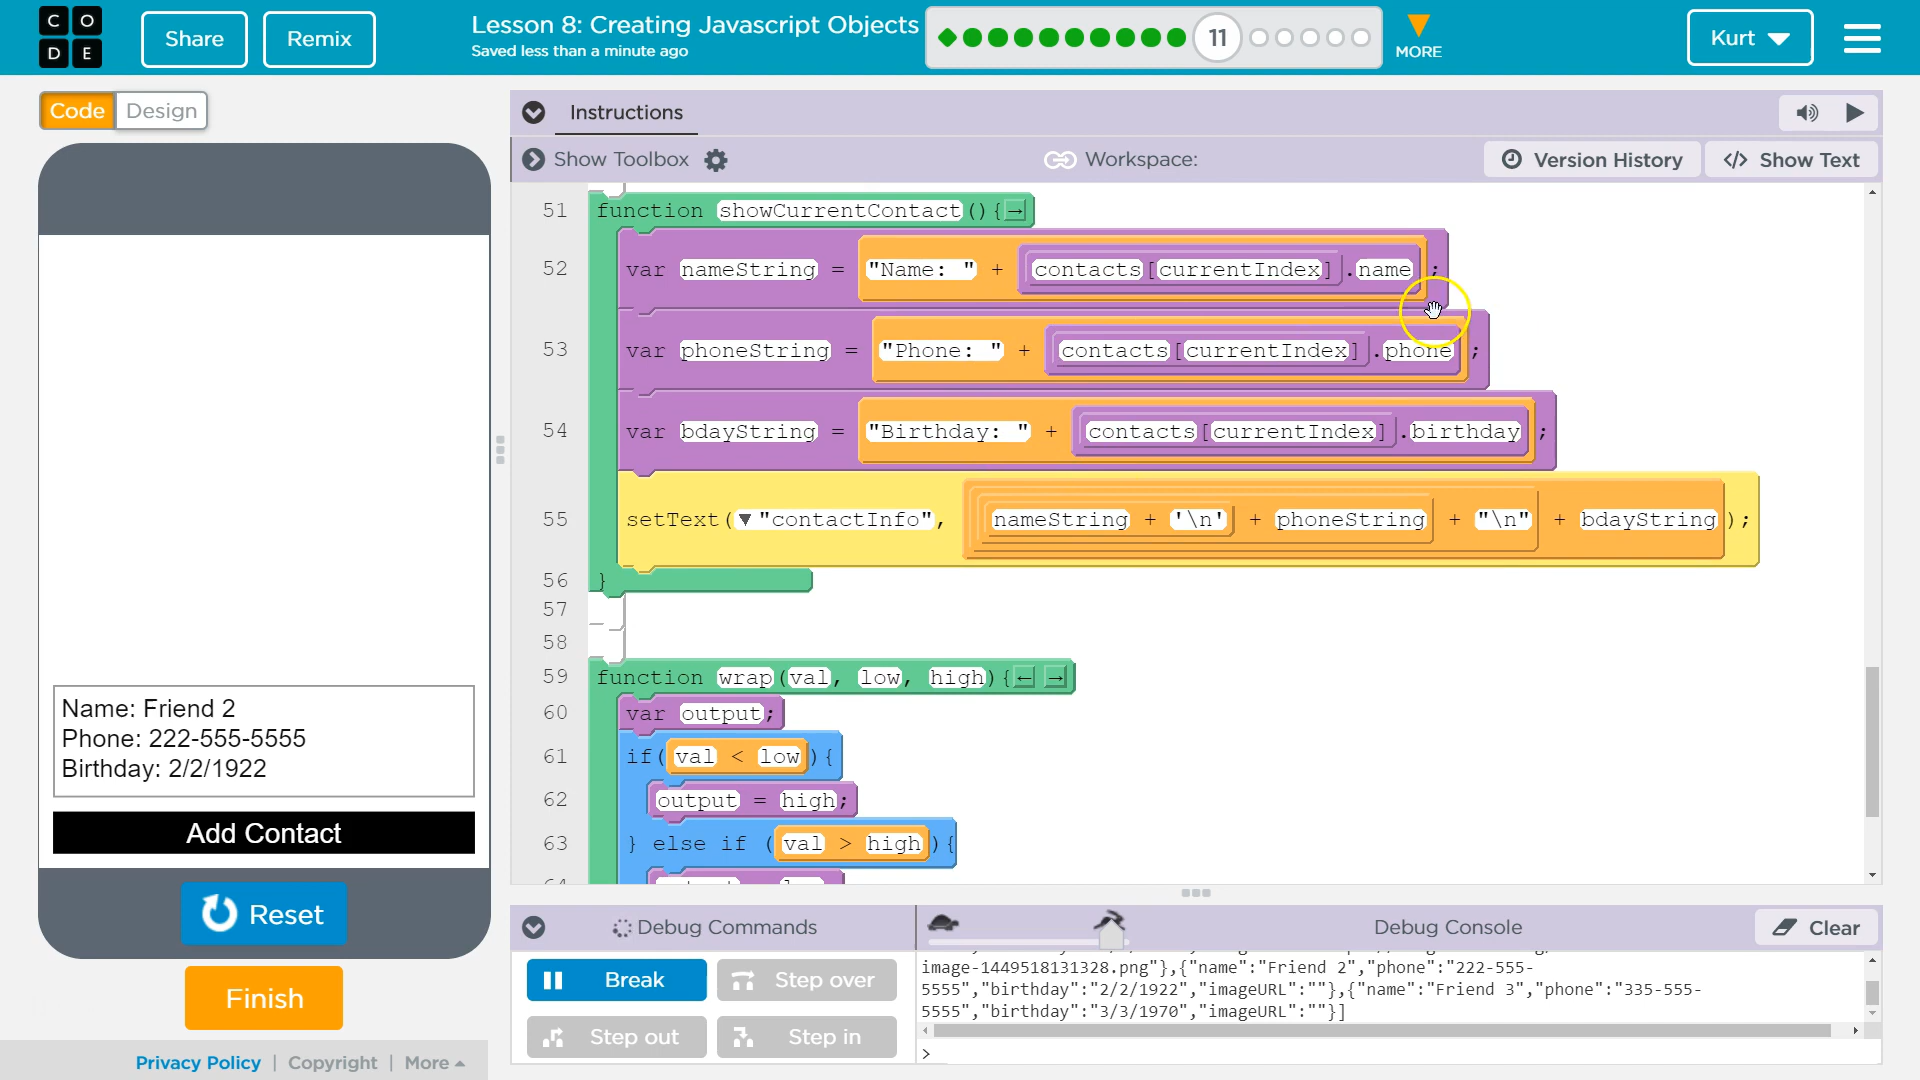 C O
D E
Share
Remix
Lesson 8: Creating Javascript Objects
Saved less than a minute ago
11
MORE
Kurt
Code
Design
Instructions
Show Toolbox
Workspace:
Version History
</> Show Text
51 function showCurrentContact(){
52 var nameString = "Name: " + contacts[currentIndex].name;
53 var phoneString = "Phone: " + contacts[currentIndex].phone;
54 var bdayString = "Birthday: " + contacts[currentIndex].birthday;
55 setText("contactInfo", nameString + '\n' + phoneString + "\n" + bdayString);
56 }
57
58
59 function wrap(val, low, high){
60 var output;
61 if(val < low){
62 output = high;
63 } else if (val > high){
Name: Friend 2
Phone: 222-555-5555
Birthday: 2/2/1922
Add Contact
Reset
Finish
Privacy Policy | Copyright | More
Debug Commands
Break
Step over
Step out
Step in
Debug Console
Clear
image-1449518131328.png"},{"name":"Friend 2","phone":"222-555-
5555","birthday":"2/2/1922","imageURL":""},{"name":"Friend 3","phone":"335-555-
5555","birthday":"3/3/1970","imageURL":""}]
>